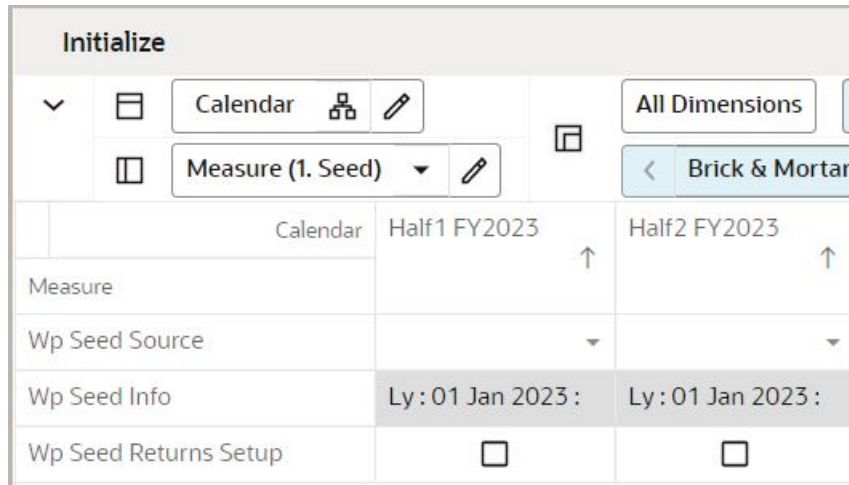 Initialize
Calendar
All Dimensions
Measure (1. Seed)
Brick & Mortar
Calendar Half1 FY2023 Half2 FY2023
Measure
Wp Seed Source
Wp Seed Info Ly : 01 Jan 2023 : Ly : 01 Jan 2023 :
Wp Seed Returns Setup